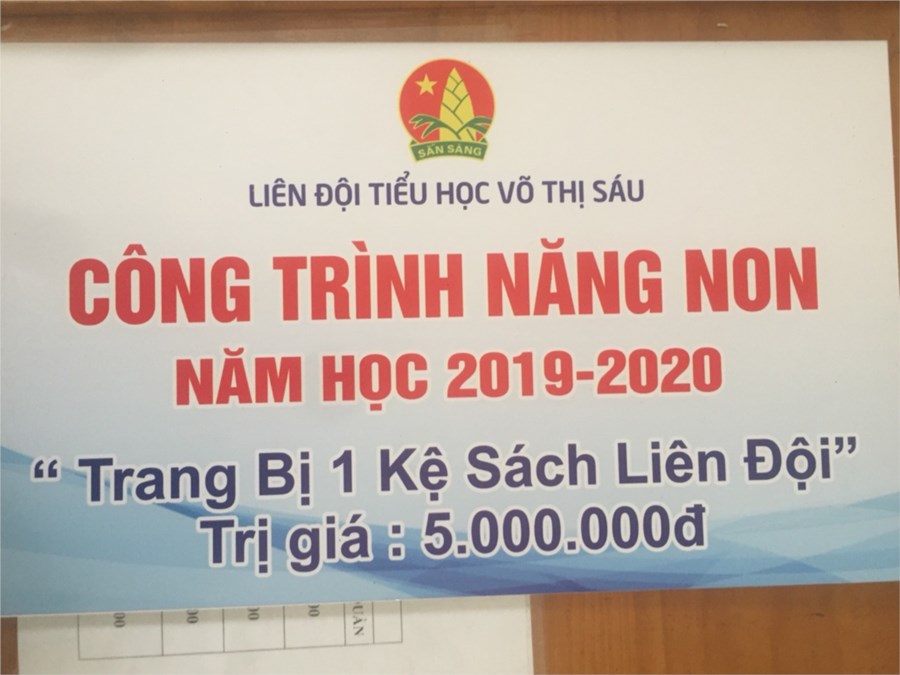 SẴN SÀNG
LIÊN ĐỘI TIỂU HỌC VÕ THỊ SÁU
CÔNG TRÌNH NĂNG NON
NĂM HỌC 2019-2020
“ Trang Bị 1 Kệ Sách Liên Đội”
Trị giá : 5.000.000đ